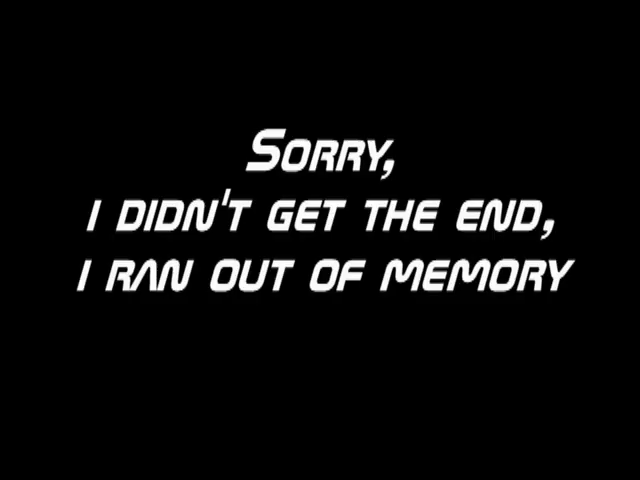 Sorry,
I didn't get the end,
I ran out of memory